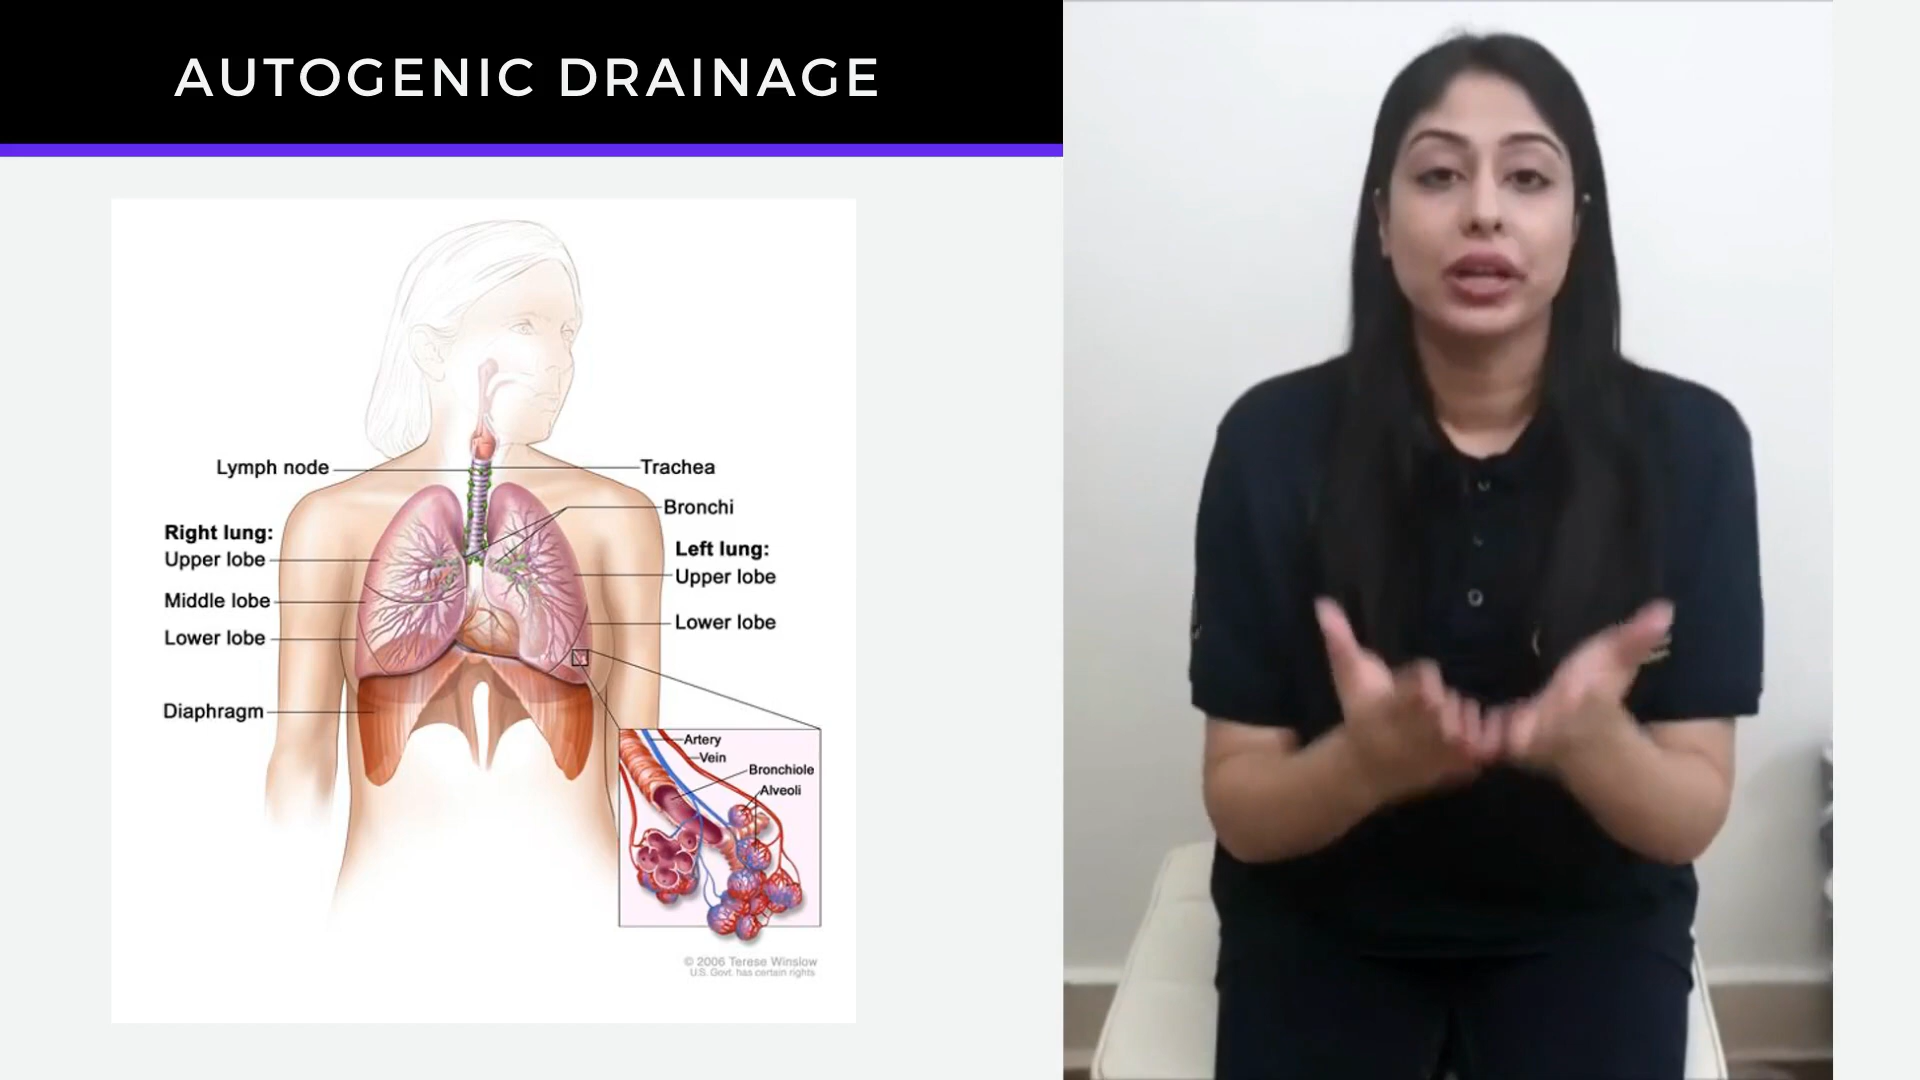 AUTOGENIC DRAINAGE
Lymph node
Trachea
Bronchi
Right lung:
Upper lobe
Middle lobe
Lower lobe
Left lung:
Upper lobe
Lower lobe
Diaphragm
Artery
Vein
Bronchiole
Alveoli
© 2006 Terese Winslow
U.S. Govt. has certain rights